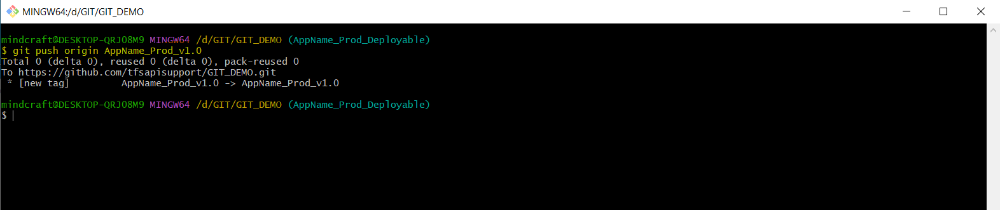 MINGW64:/d/GIT/GIT_DEMO
mindcraft@DESKTOP-QRJO8M9 MINGW64 /d/GIT/GIT_DEMO (AppName_Prod_Deployable)
$ git push origin AppName_Prod_v1.0
Total 0 (delta 0), reused 0 (delta 0), pack-reused 0
To https://github.com/tfsapisupport/GIT_DEMO.git
 * [new tag]         AppName_Prod_v1.0 -> AppName_Prod_v1.0
mindcraft@DESKTOP-QRJO8M9 MINGW64 /d/GIT/GIT_DEMO (AppName_Prod_Deployable)
$